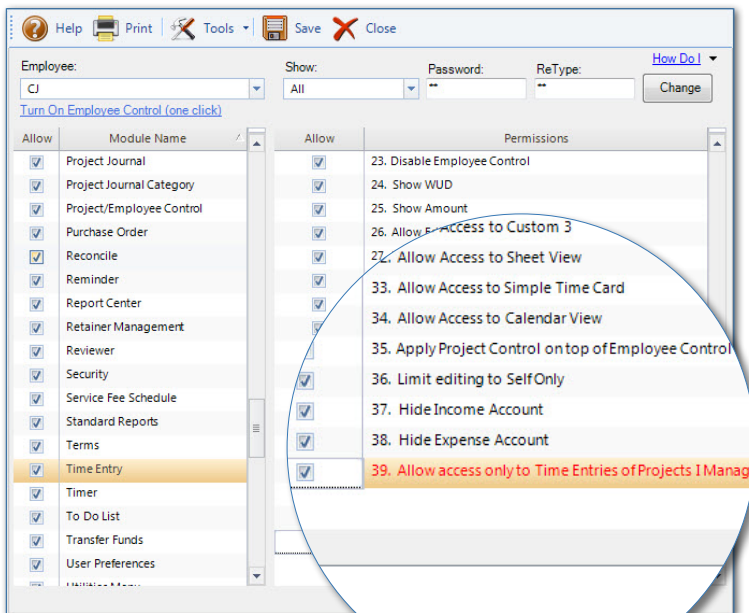 Help Print Tools Save Close
How Do I
Employee: Show: Password: ReType:
CJ All ** ** Change
Turn On Employee Control (one click)
Allow Module Name Allow Permissions
Project Journal 23. Disable Employee Control
Project Journal Category 24. Show WUD
Project/Employee Control 25. Show Amount
Purchase Order 26. Allow Access to Custom 3
Reconcile 27. Allow Access to Sheet View
Reminder 33. Allow Access to Simple Time Card
Report Center 34. Allow Access to Calendar View
Retainer Management
Reviewer 35. Apply Project Control on top of Employee Control
Security 36. Limit editing to Self Only
Service Fee Schedule 37. Hide Income Account
Standard Reports 38. Hide Expense Account
Terms
Time Entry 39. Allow access only to Time Entries of Projects I Manag
Timer
To Do List
Transfer Funds
User Preferences
Utilities Menu